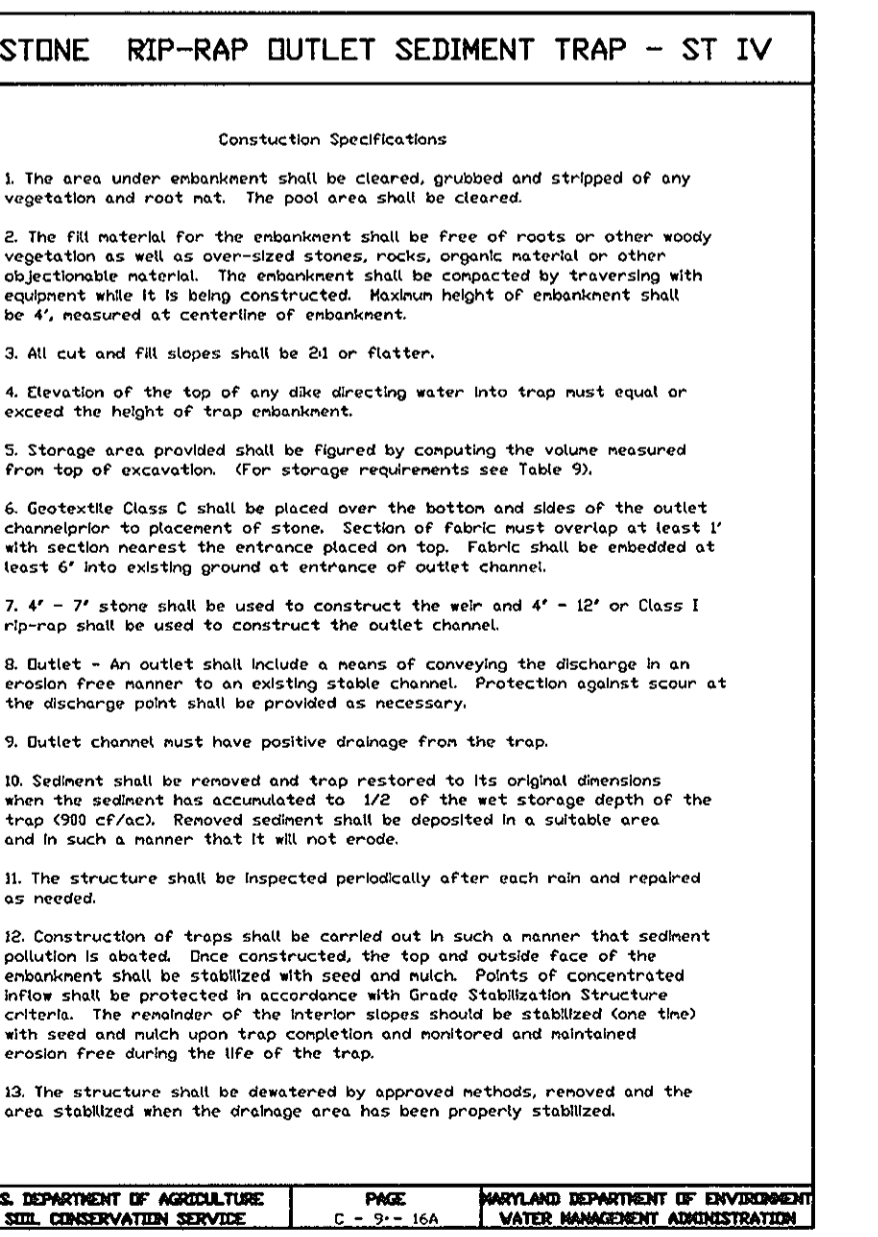 STONE RIP-RAP OUTLET SEDIMENT TRAP - ST IV
Constuction Specifications
1. The area under embankment shall be cleared, grubbed and stripped of any
vegetation and root mat. The pool area shall be cleared.
2. The fill material for the embankment shall be free of roots or other woody
vegetation as well as over-sized stones, rocks, organic material or other
objectionable material. The embankment shall be compacted by traversing with
equipment while it is being constructed. Maximum height of embankment shall
be 4', measured at centerline of embankment.
3. All cut and fill slopes shall be 2:1 or flatter.
4. Elevation of the top of any dike directing water into trap must equal or
exceed the height of trap embankment.
5. Storage area provided shall be figured by computing the volume measured
from top of excavation. (For storage requirements see Table 9).
6. Geotextile Class C shall be placed over the bottom and sides of the outlet
channelprior to placement of stone. Section of fabric must overlap at least 1'
with section nearest the entrance placed on top. Fabric shall be embedded at
least 6" into existing ground at entrance of outlet channel.
7. 4" - 7" stone shall be used to construct the weir and 4" - 12" or Class I
rip-rap shall be used to construct the outlet channel.
8. Outlet - An outlet shall include a means of conveying the discharge in an
erosion free manner to an existing stable channel. Protection against scour at
the discharge point shall be provided as necessary.
9. Outlet channel must have positive drainage from the trap.
10. Sediment shall be removed and trap restored to its original dimensions
when the sediment has accumulated to 1/2 of the wet storage depth of the
trap (900 cf/ac). Removed sediment shall be deposited in a suitable area
and in such a manner that it will not erode.
11. The structure shall be inspected periodically after each rain and repaired
as needed.
12. Construction of traps shall be carried out in such a manner that sediment
pollution is abated. Once constructed, the top and outside face of the
embankment shall be stabilized with seed and mulch. Points of concentrated
inflow shall be protected in accordance with Grade Stabilization Structure
criteria. The remainder of the interior slopes should be stabilized (one time)
with seed and mulch upon trap completion and monitored and maintained
erosion free during the life of the trap.
13. The structure shall be dewatered by approved methods, removed and the
area stabilized when the drainage area has been properly stabilized.
S. DEPARTMENT OF AGRICULTURE
SOIL CONSERVATION SERVICE
PAGE
C - 9 - 16A
MARYLAND DEPARTMENT OF ENVIRONMENT
WATER MANAGEMENT ADMINISTRATION